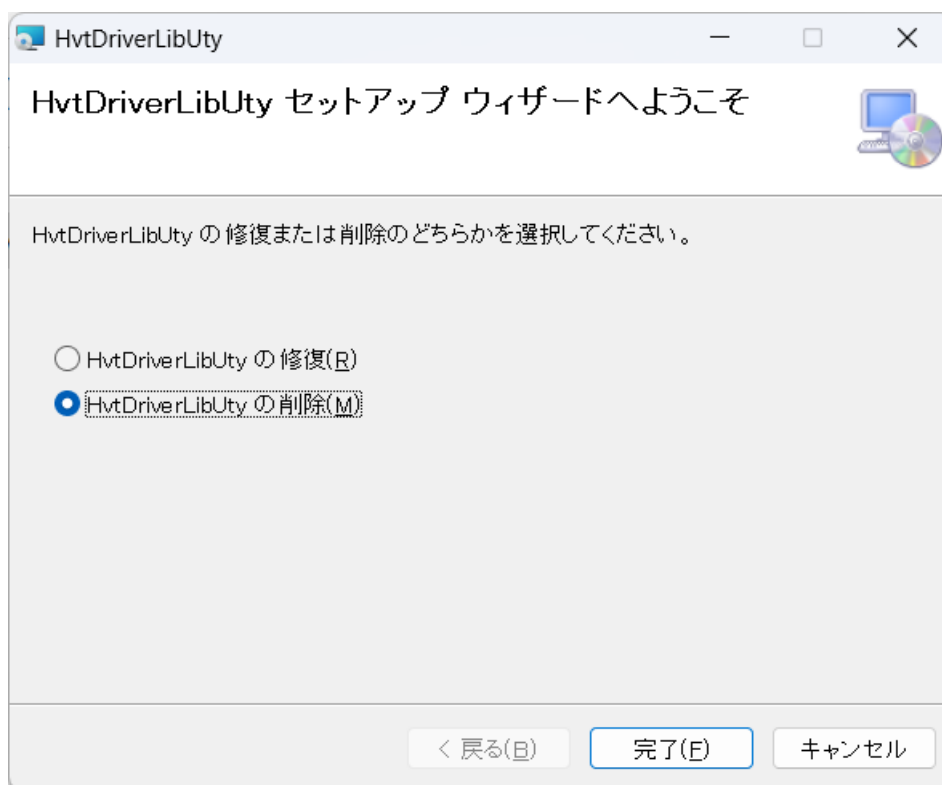 HvtDriverLibUty
HvtDriverLibUty セットアップ ウィザードへようこそ
HvtDriverLibUty の修復または削除のどちらかを選択してください。
HvtDriverLibUty の修復(R)
HvtDriverLibUty の削除(M)
< 戻る(B)
完了(F)
キャンセル